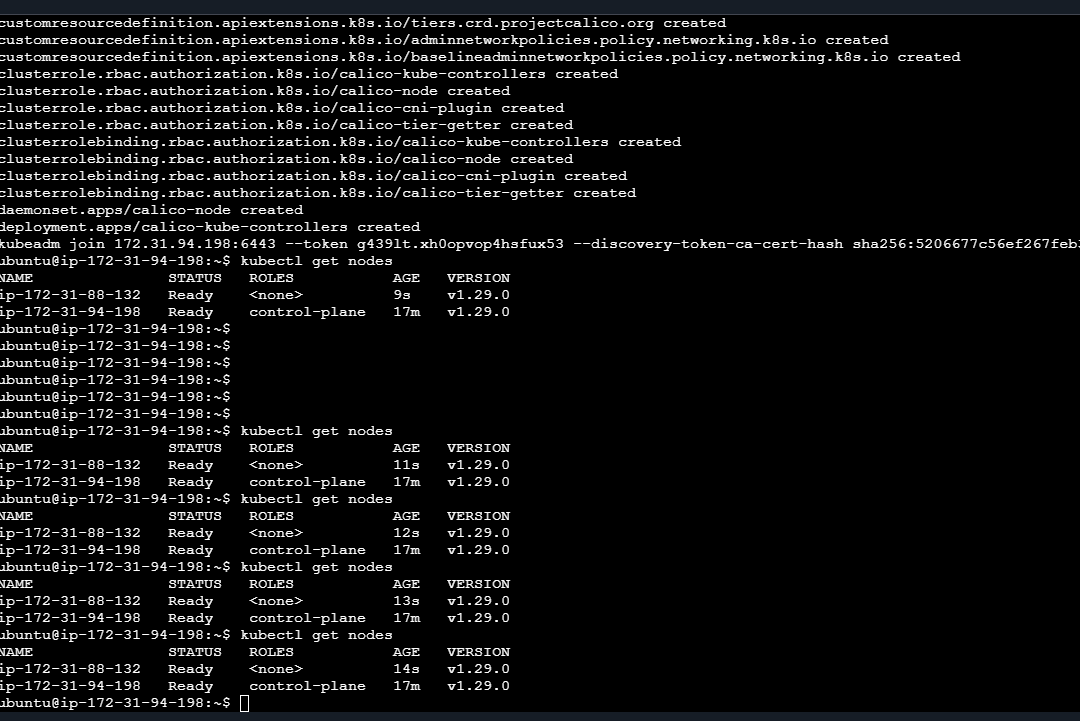 customresourcedefinition.apiextensions.k8s.io/tiers.crd.projectcalico.org created
customresourcedefinition.apiextensions.k8s.io/adminnetworkpolicies.policy.networking.k8s.io created
customresourcedefinition.apiextensions.k8s.io/baselineadminnetworkpolicies.policy.networking.k8s.io created
clusterrole.rbac.authorization.k8s.io/calico-kube-controllers created
clusterrole.rbac.authorization.k8s.io/calico-node created
clusterrole.rbac.authorization.k8s.io/calico-cni-plugin created
clusterrole.rbac.authorization.k8s.io/calico-tier-getter created
clusterrolebinding.rbac.authorization.k8s.io/calico-kube-controllers created
clusterrolebinding.rbac.authorization.k8s.io/calico-node created
clusterrolebinding.rbac.authorization.k8s.io/calico-cni-plugin created
clusterrolebinding.rbac.authorization.k8s.io/calico-tier-getter created
daemonset.apps/calico-node created
deployment.apps/calico-kube-controllers created
kubeadm join 172.31.94.198:6443 --token g439lt.xh0opvop4hsfux53 --discovery-token-ca-cert-hash sha256:5206677c56ef267feb3
ubuntu@ip-172-31-94-198:~$ kubectl get nodes
NAME STATUS ROLES AGE VERSION
ip-172-31-88-132 Ready <none> 9s v1.29.0
ip-172-31-94-198 Ready control-plane 17m v1.29.0
ubuntu@ip-172-31-94-198:~$
ubuntu@ip-172-31-94-198:~$
ubuntu@ip-172-31-94-198:~$
ubuntu@ip-172-31-94-198:~$
ubuntu@ip-172-31-94-198:~$
ubuntu@ip-172-31-94-198:~$
ubuntu@ip-172-31-94-198:~$ kubectl get nodes
NAME STATUS ROLES AGE VERSION
ip-172-31-88-132 Ready <none> 11s v1.29.0
ip-172-31-94-198 Ready control-plane 17m v1.29.0
ubuntu@ip-172-31-94-198:~$ kubectl get nodes
NAME STATUS ROLES AGE VERSION
ip-172-31-88-132 Ready <none> 12s v1.29.0
ip-172-31-94-198 Ready control-plane 17m v1.29.0
ubuntu@ip-172-31-94-198:~$ kubectl get nodes
NAME STATUS ROLES AGE VERSION
ip-172-31-88-132 Ready <none> 13s v1.29.0
ip-172-31-94-198 Ready control-plane 17m v1.29.0
ubuntu@ip-172-31-94-198:~$ kubectl get nodes
NAME STATUS ROLES AGE VERSION
ip-172-31-88-132 Ready <none> 14s v1.29.0
ip-172-31-94-198 Ready control-plane 17m v1.29.0
ubuntu@ip-172-31-94-198:~$